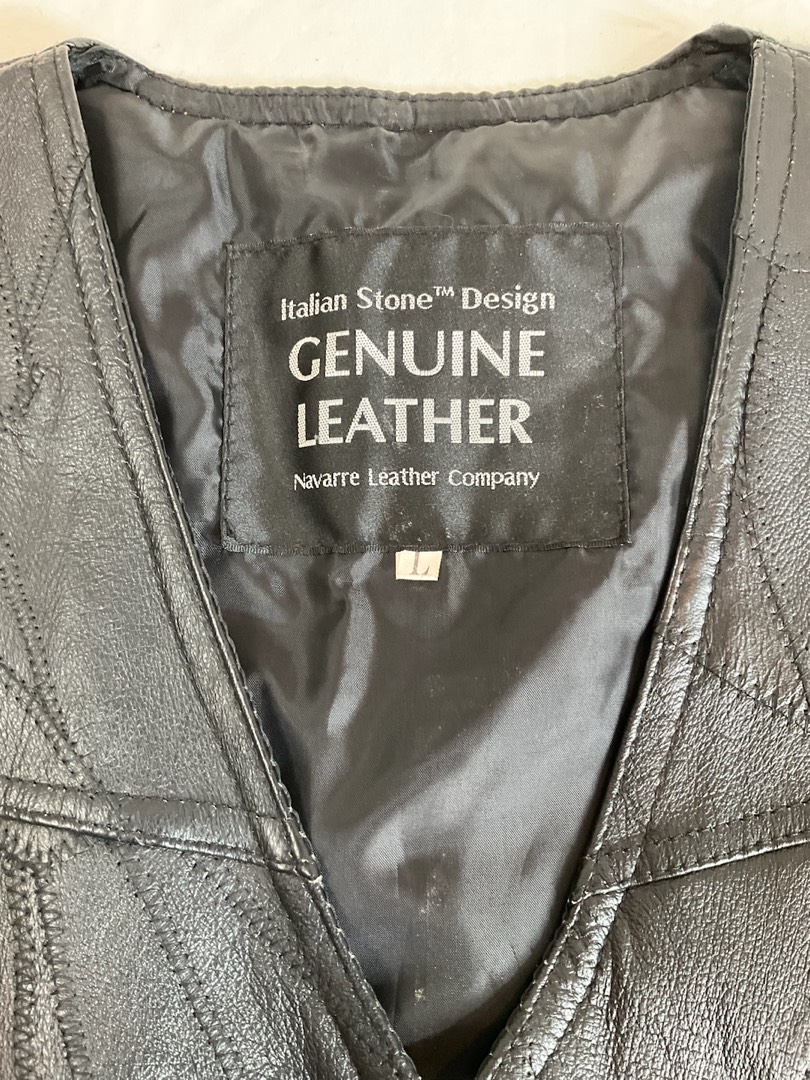 Italian Stone™ Design
GENUINE
LEATHER
Navarre Leather Company
L